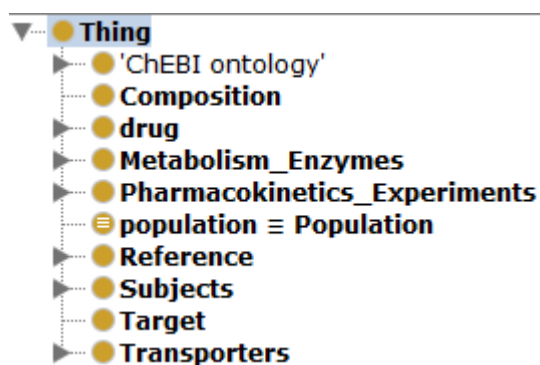 Thing
'ChEBI ontology'
Composition
drug
Metabolism_Enzymes
Pharmacokinetics_Experiments
population ≡ Population
Reference
Subjects
Target
Transporters